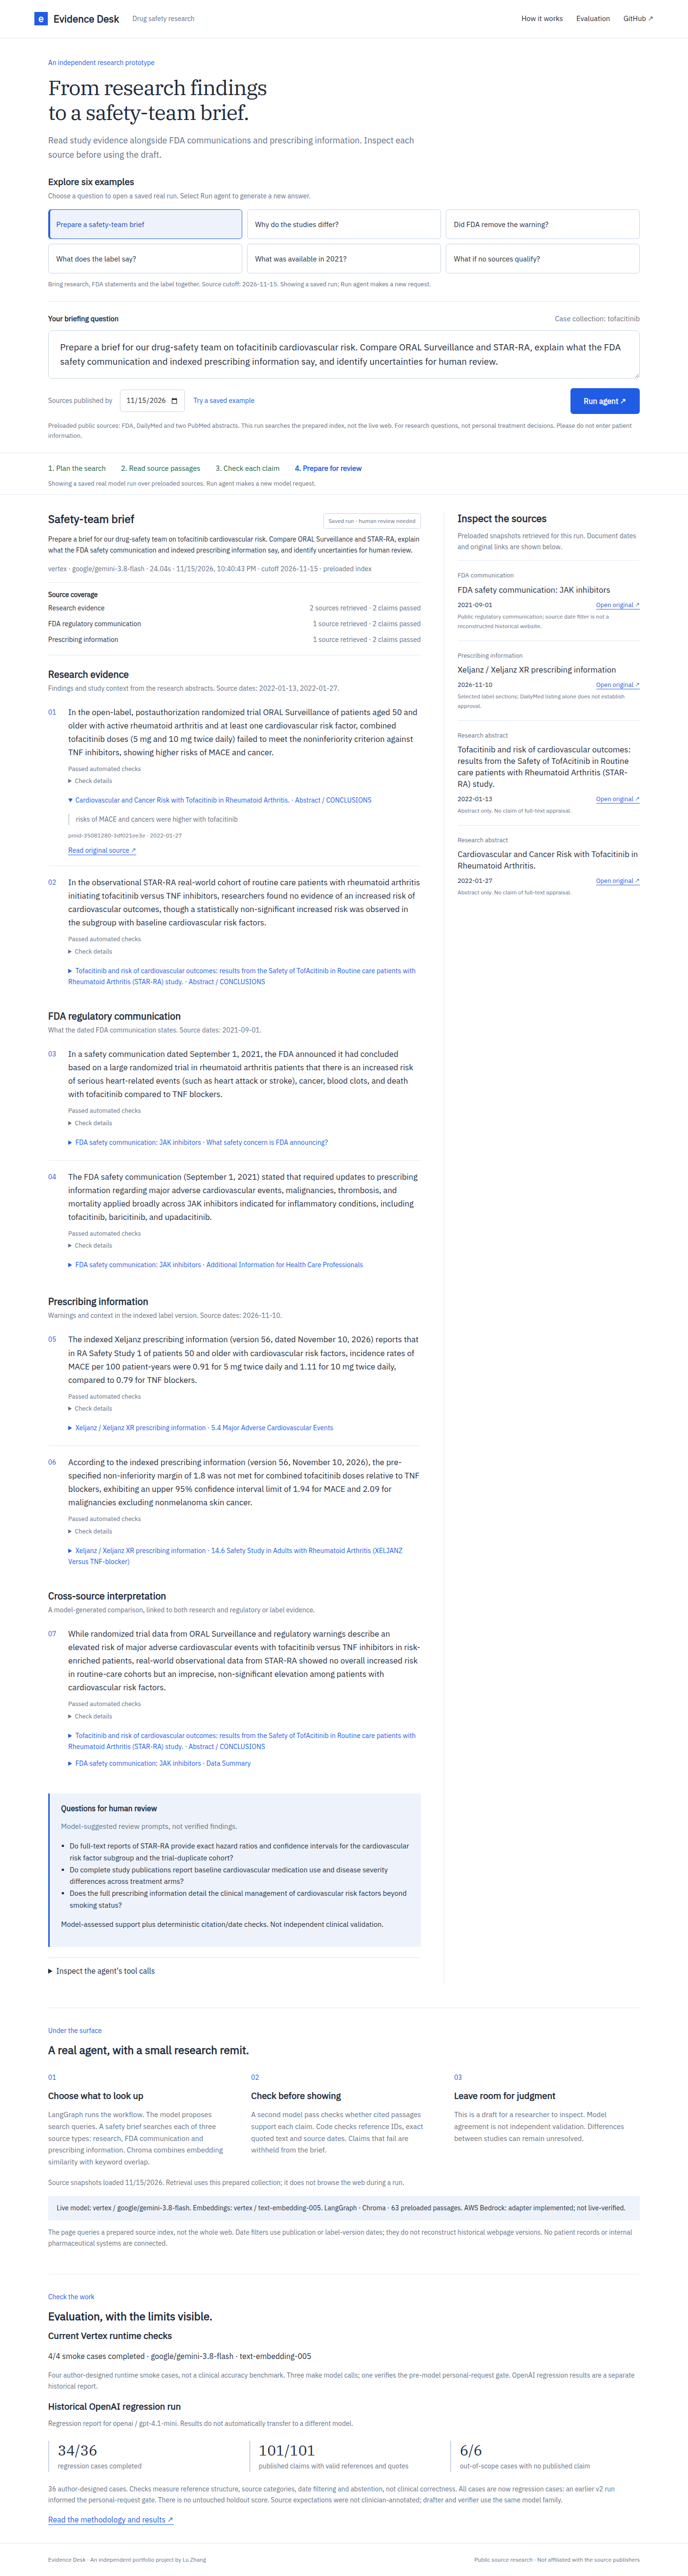 e Evidence Desk Drug safety research How it works Evaluation GitHub ↗
An independent research prototype
From research findings
to a safety-team brief.
Read study evidence alongside FDA communications and prescribing information. Inspect each
source before using the draft.
Explore six examples
Choose a question to open a saved real run. Select Run agent to generate a new answer.
Prepare a safety-team brief Why do the studies differ? Did FDA remove the warning?
What does the label say? What was available in 2021? What if no sources qualify?
Bring research, FDA statements and the label together. Source cutoff: 2026-11-15. Showing a saved run; Run agent makes a new request.
Your briefing question Case collection: tofacitinib
Prepare a brief for our drug-safety team on tofacitinib cardiovascular risk. Compare ORAL Surveillance and STAR-RA, explain what the FDA
safety communication and indexed prescribing information say, and identify uncertainties for human review.
Sources published by 11/15/2026 Try a saved example Run agent ↗
Preloaded public sources: FDA, DailyMed and two PubMed abstracts. This run searches the prepared index, not the live web. For research questions, not personal treatment decisions. Please do not enter patient
information.
1. Plan the search 2. Read source passages 3. Check each claim 4. Prepare for review
Showing a saved real model run over preloaded sources. Run agent makes a new model request.
Safety-team brief Saved run · human review needed
Prepare a brief for our drug-safety team on tofacitinib cardiovascular risk. Compare ORAL Surveillance and STAR-RA, explain
what the FDA safety communication and indexed prescribing information say, and identify uncertainties for human review.
vertex · google/gemini-3.8-flash · 24.04s · 11/15/2026, 10:40:43 PM · cutoff 2026-11-15 · preloaded index
Source coverage
Research evidence 2 sources retrieved · 2 claims passed
FDA regulatory communication 1 source retrieved · 2 claims passed
Prescribing information 1 source retrieved · 2 claims passed
Research evidence
Findings and study context from the research abstracts. Source dates: 2022-01-13, 2022-01-27.
01 In the open-label, postauthorization randomized trial ORAL Surveillance of patients aged 50 and
older with active rheumatoid arthritis and at least one cardiovascular risk factor, combined
tofacitinib doses (5 mg and 10 mg twice daily) failed to meet the noninferiority criterion against
TNF inhibitors, showing higher risks of MACE and cancer.
Passed automated checks
▶ Check details
▼ Cardiovascular and Cancer Risk with Tofacitinib in Rheumatoid Arthritis. · Abstract / CONCLUSIONS
risks of MACE and cancers were higher with tofacitinib
pmid-35081280-3df021ee3e · 2022-01-27
Read original source ↗
02 In the observational STAR-RA real-world cohort of routine care patients with rheumatoid arthritis
initiating tofacitinib versus TNF inhibitors, researchers found no evidence of an increased risk of
cardiovascular outcomes, though a statistically non-significant increased risk was observed in
the subgroup with baseline cardiovascular risk factors.
Passed automated checks
▶ Check details
▶ Tofacitinib and risk of cardiovascular outcomes: results from the Safety of TofAcitinib in Routine care patients with
Rheumatoid Arthritis (STAR-RA) study. · Abstract / CONCLUSIONS
FDA regulatory communication
What the dated FDA communication states. Source dates: 2021-09-01.
03 In a safety communication dated September 1, 2021, the FDA announced it had concluded
based on a large randomized trial in rheumatoid arthritis patients that there is an increased risk
of serious heart-related events (such as heart attack or stroke), cancer, blood clots, and death
with tofacitinib compared to TNF blockers.
Passed automated checks
▶ Check details
▶ FDA safety communication: JAK inhibitors · What safety concern is FDA announcing?
04 The FDA safety communication (September 1, 2021) stated that required updates to prescribing
information regarding major adverse cardiovascular events, malignancies, thrombosis, and
mortality applied broadly across JAK inhibitors indicated for inflammatory conditions, including
tofacitinib, baricitinib, and upadacitinib.
Passed automated checks
▶ Check details
▶ FDA safety communication: JAK inhibitors · Additional Information for Health Care Professionals
Prescribing information
Warnings and context in the indexed label version. Source dates: 2026-11-10.
05 The indexed Xeljanz prescribing information (version 56, dated November 10, 2026) reports that
in RA Safety Study 1 of patients 50 and older with cardiovascular risk factors, incidence rates of
MACE per 100 patient-years were 0.91 for 5 mg twice daily and 1.11 for 10 mg twice daily,
compared to 0.79 for TNF blockers.
Passed automated checks
▶ Check details
▶ Xeljanz / Xeljanz XR prescribing information · 5.4 Major Adverse Cardiovascular Events
06 According to the indexed prescribing information (version 56, November 10, 2026), the pre-
specified non-inferiority margin of 1.8 was not met for combined tofacitinib doses relative to TNF
blockers, exhibiting an upper 95% confidence interval limit of 1.94 for MACE and 2.09 for
malignancies excluding nonmelanoma skin cancer.
Passed automated checks
▶ Check details
▶ Xeljanz / Xeljanz XR prescribing information · 14.6 Safety Study in Adults with Rheumatoid Arthritis (XELJANZ
Versus TNF-blocker)
Cross-source interpretation
A model-generated comparison, linked to both research and regulatory or label evidence.
07 While randomized trial data from ORAL Surveillance and regulatory warnings describe an
elevated risk of major adverse cardiovascular events with tofacitinib versus TNF inhibitors in risk-
enriched patients, real-world observational data from STAR-RA showed no overall increased risk
in routine-care cohorts but an imprecise, non-significant elevation among patients with
cardiovascular risk factors.
Passed automated checks
▶ Check details
▶ Tofacitinib and risk of cardiovascular outcomes: results from the Safety of TofAcitinib in Routine care patients with
Rheumatoid Arthritis (STAR-RA) study. · Abstract / CONCLUSIONS
▶ FDA safety communication: JAK inhibitors · Data Summary
Questions for human review
Model-suggested review prompts, not verified findings.
• Do full-text reports of STAR-RA provide exact hazard ratios and confidence intervals for the cardiovascular
risk factor subgroup and the trial-duplicate cohort?
• Do complete study publications report baseline cardiovascular medication use and disease severity
differences across treatment arms?
• Does the full prescribing information detail the clinical management of cardiovascular risk factors beyond
smoking status?
Model-assessed support plus deterministic citation/date checks. Not independent clinical validation.
▶ Inspect the agent's tool calls
Inspect the sources
Preloaded snapshots retrieved for this run. Document dates
and original links are shown below.
FDA communication
FDA safety communication: JAK inhibitors
2021-09-01 Open original ↗
Public regulatory communication; source date filter is not a
reconstructed historical website.
Prescribing information
Xeljanz / Xeljanz XR prescribing information
2026-11-10 Open original ↗
Selected label sections; DailyMed listing alone does not establish
approval.
Research abstract
Tofacitinib and risk of cardiovascular outcomes:
results from the Safety of TofAcitinib in Routine
care patients with Rheumatoid Arthritis (STAR-
RA) study.
2022-01-13 Open original ↗
Abstract only. No claim of full-text appraisal.
Research abstract
Cardiovascular and Cancer Risk with Tofacitinib in
Rheumatoid Arthritis.
2022-01-27 Open original ↗
Abstract only. No claim of full-text appraisal.
Under the surface
A real agent, with a small research remit.
01 02 03
Choose what to look up
LangGraph runs the workflow. The model proposes
search queries. A safety brief searches each of three
source types: research, FDA communication and
prescribing information. Chroma combines embedding
similarity with keyword overlap.
Check before showing
A second model pass checks whether cited passages
support each claim. Code checks reference IDs, exact
quoted text and source dates. Claims that fail are
withheld from the brief.
Leave room for judgment
This is a draft for a researcher to inspect. Model
agreement is not independent validation. Differences
between studies can remain unresolved.
Source snapshots loaded 11/15/2026. Retrieval uses this prepared collection; it does not browse the web during a run.
Live model: vertex / google/gemini-3.8-flash. Embeddings: vertex / text-embedding-005. LangGraph · Chroma · 63 preloaded passages. AWS Bedrock: adapter implemented; not live-verified.
The page queries a prepared source index, not the whole web. Date filters use publication or label-version dates; they do not reconstruct historical webpage versions. No patient records or internal
pharmaceutical systems are connected.
Check the work
Evaluation, with the limits visible.
Current Vertex runtime checks
4/4 smoke cases completed · google/gemini-3.8-flash · text-embedding-005
Four author-designed runtime smoke cases, not a clinical accuracy benchmark. Three make model calls; one verifies the pre-model personal-request gate. OpenAI regression results are a separate
historical report.
Historical OpenAI regression run
Regression report for openai / gpt-4.1-mini. Results do not automatically transfer to a different model.
34/36 101/101 6/6
regression cases completed published claims with valid references and quotes out-of-scope cases with no published claim
36 author-designed cases. Checks measure reference structure, source categories, date filtering and abstention, not clinical correctness. All cases are now regression cases: an earlier v2 run
informed the personal-request gate. There is no untouched holdout score. Source expectations were not clinician-annotated; drafter and verifier use the same model family.
Read the methodology and results ↗
Evidence Desk · An independent portfolio project by Lu Zhang Public source research · Not affiliated with the source publishers